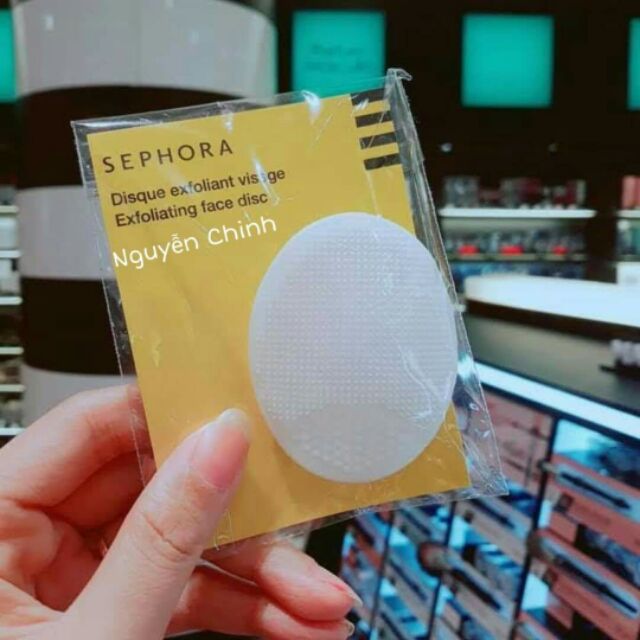 SEPHORA
Disque exfoliant visage
Exfoliating face disc
Nguyễn Chinh